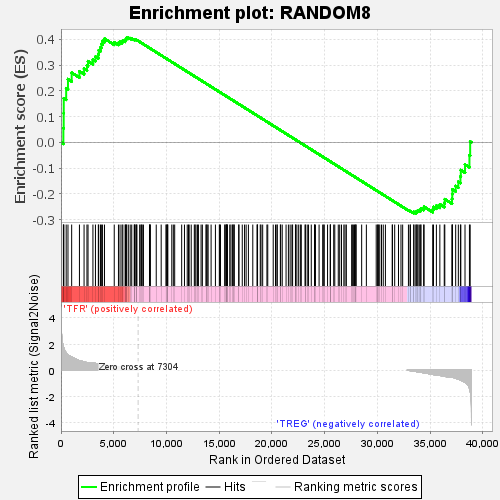 Enrichment plot: RANDOM8
Enrichment score (ES)
0.4
0.3
0.2
0.1
0.0
-0.1
-0.2
-0.3
'TFR' (positively correlated)
Zero cross at 7304
'TREG' (negatively correlated)
Ranked list metric (Signal2Noise)
4
2
0
-2
-4
0
5,000
10,000
15,000
20,000
25,000
30,000
35,000
40,000
Rank in Ordered Dataset
Enrichment profile
Hits
Ranking metric scores